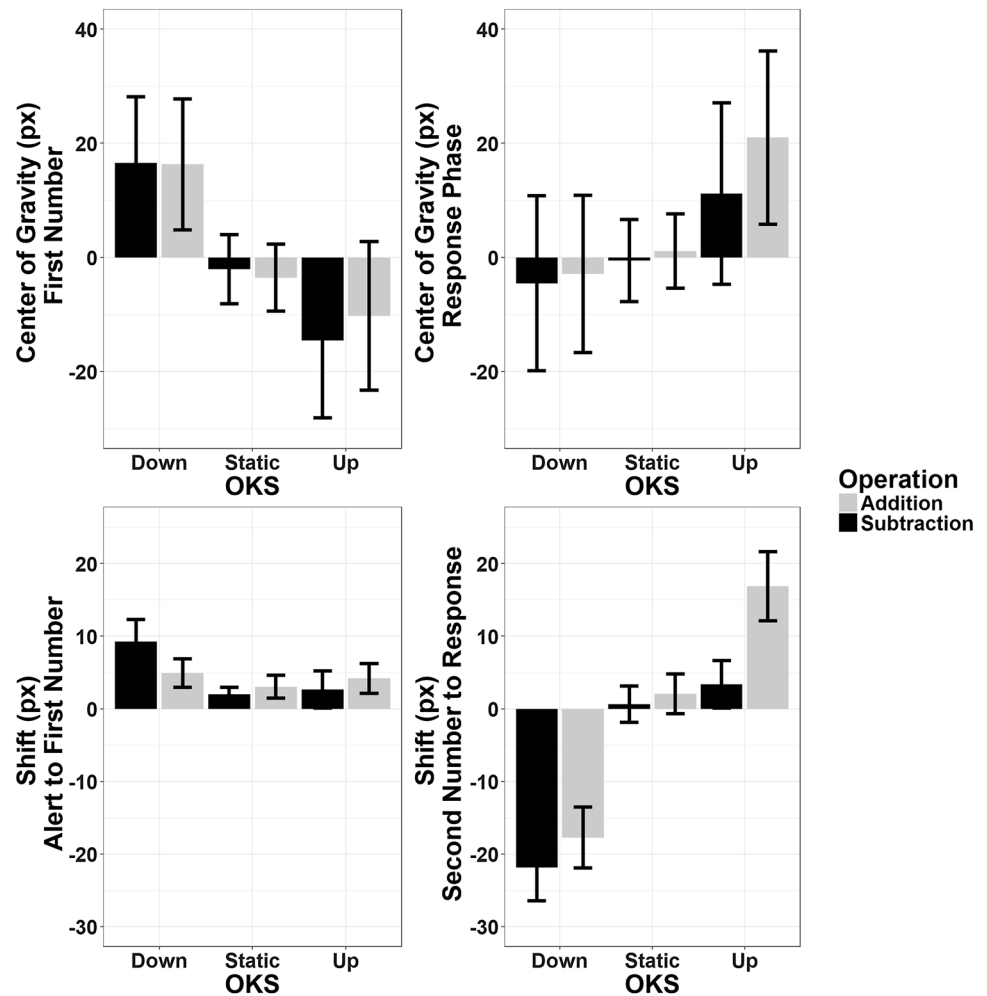 Center of Gravity (px)
First Number
40
20
0
-20
Down Static Up
OKS
Center of Gravity (px)
Response Phase
40
20
0
-20
Down Static Up
OKS
Operation
Addition
Subtraction
Shift (px)
Alert to First Number
20
10
0
-10
-20
-30
Down Static Up
OKS
Shift (px)
Second Number to Response
20
10
0
-10
-20
-30
Down Static Up
OKS